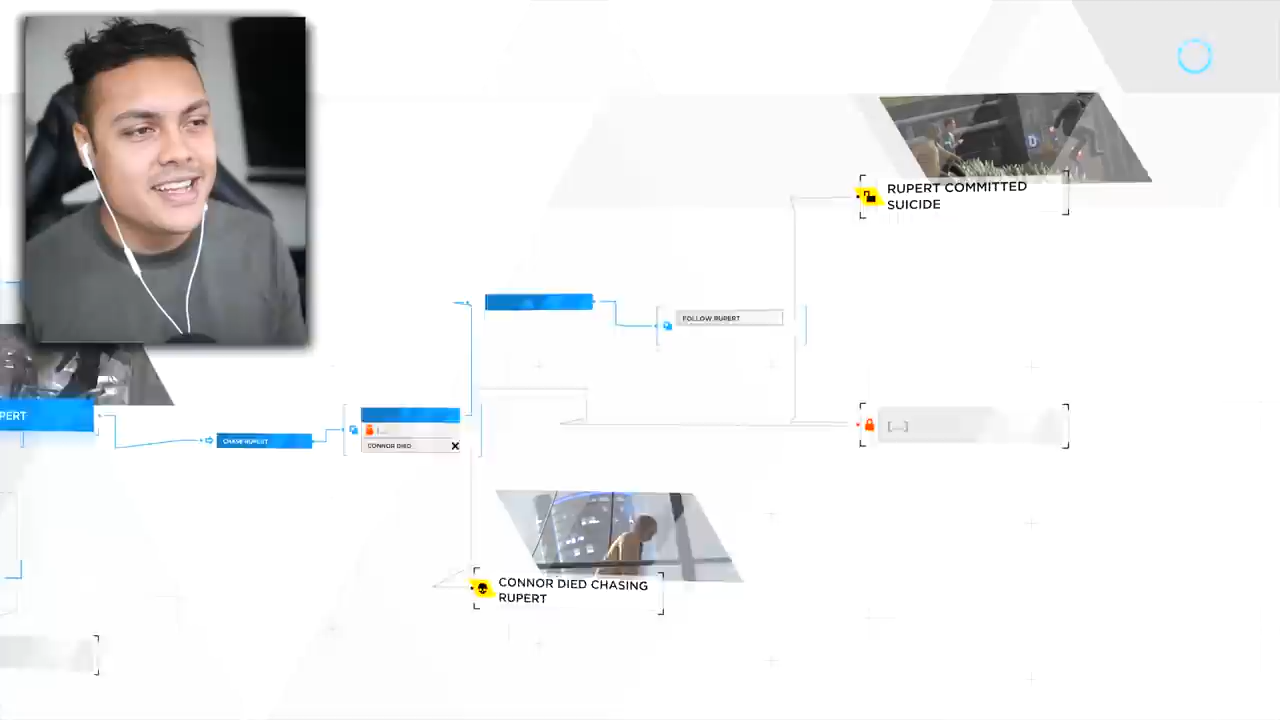 RUPERT COMMITTED
SUICIDE
FOLLOW RUPERT
PERT
CHASE RUPERT
[...]
CONNOR DIED
[...]
CONNOR DIED CHASING
RUPERT